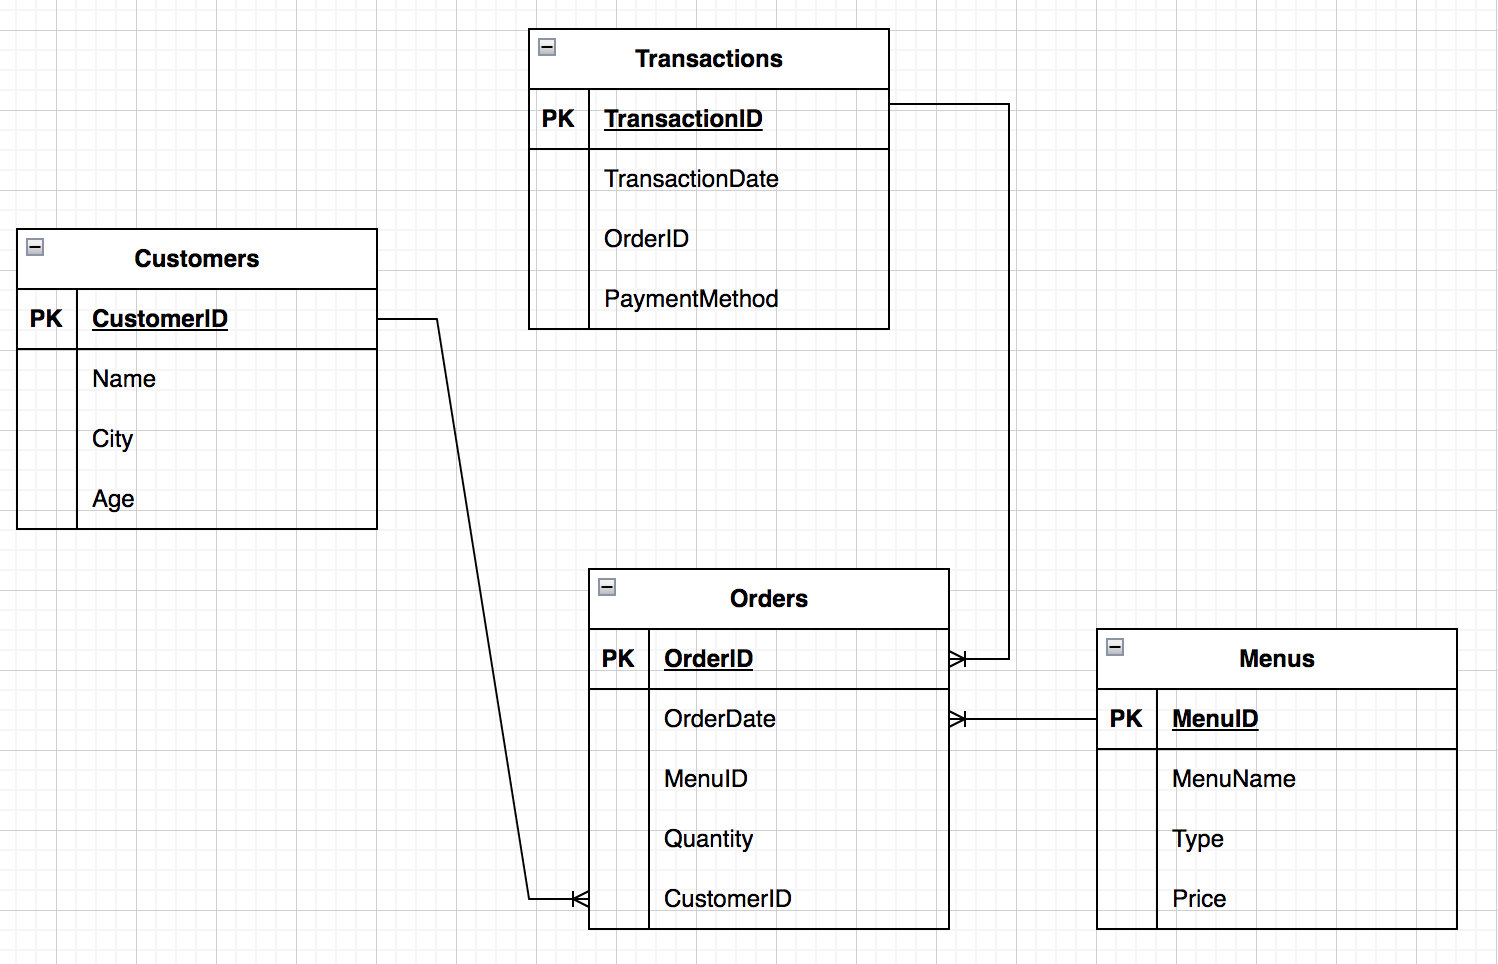 Transactions
PK TransactionID
TransactionDate
OrderID
PaymentMethod
Customers
PK CustomerID
Name
City
Age
Orders
PK OrderID
OrderDate
MenuID
Quantity
CustomerID
Menus
PK MenuID
MenuName
Type
Price